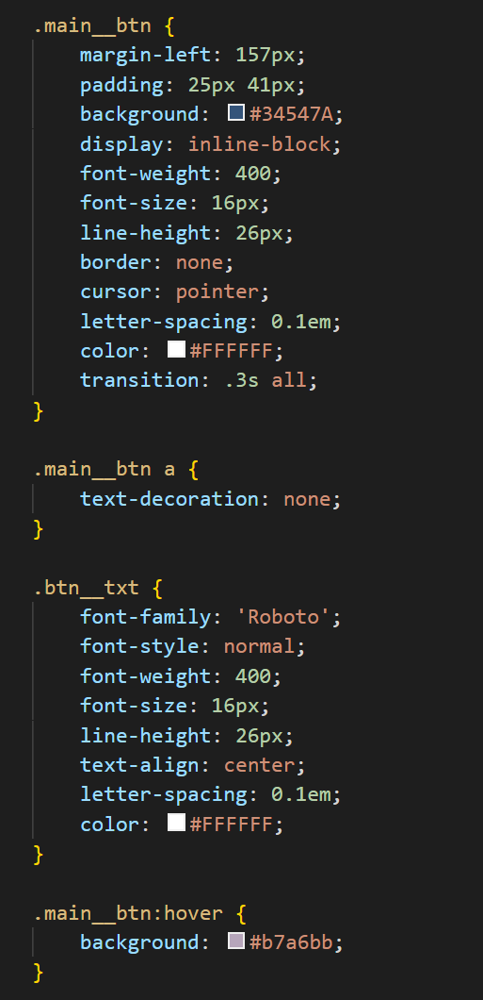 .main__btn {
margin-left: 157px;
padding: 25px 41px;
background: #34547A;
display: inline-block;
font-weight: 400;
font-size: 16px;
line-height: 26px;
border: none;
cursor: pointer;
letter-spacing: 0.1em;
color: #FFFFFF;
transition: .3s all;
}
.main__btn a {
text-decoration: none;
}
.btn__txt {
font-family: 'Roboto';
font-style: normal;
font-weight: 400;
font-size: 16px;
line-height: 26px;
text-align: center;
letter-spacing: 0.1em;
color: #FFFFFF;
}
.main__btn:hover {
background: #b7a6bb;
}